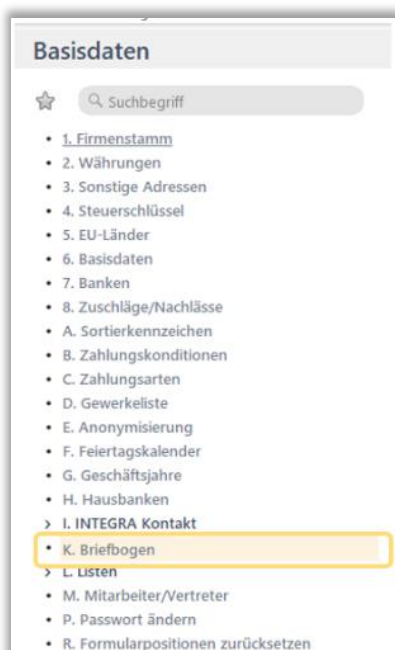 Basisdaten
Suchbegriff
1. Firmenstamm
2. Währungen
3. Sonstige Adressen
4. Steuerschlüssel
5. EU-Länder
6. Basisdaten
7. Banken
8. Zuschläge/Nachlässe
A. Sortierkennzeichen
B. Zahlungskonditionen
C. Zahlungsarten
D. Gewerkeliste
E. Anonymisierung
F. Feiertagskalender
G. Geschäftsjahre
H. Hausbanken
I. INTEGRA Kontakt
K. Briefbogen
L. Listen
M. Mitarbeiter/Vertreter
P. Passwort ändern
R. Formularpositionen zurücksetzen